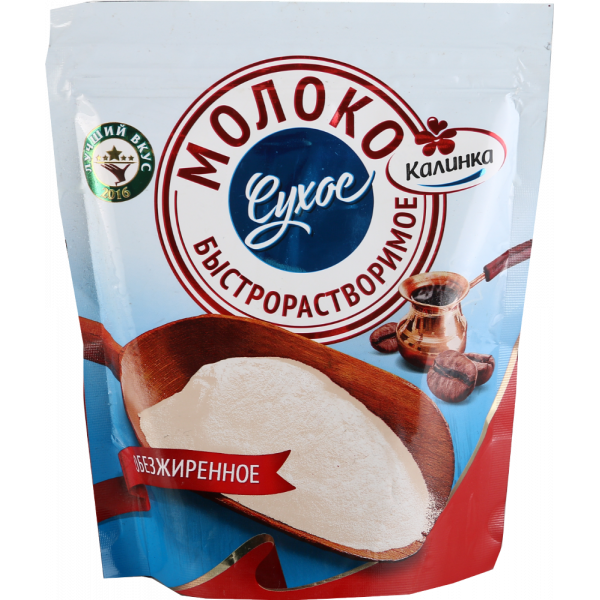 МОЛОКО
Сухое
БЫСТРОРАСТВОРИМОЕ
Калинка
ЛУЧШИЙ ВКУС
2016
ОБЕЗЖИРЕННОЕ